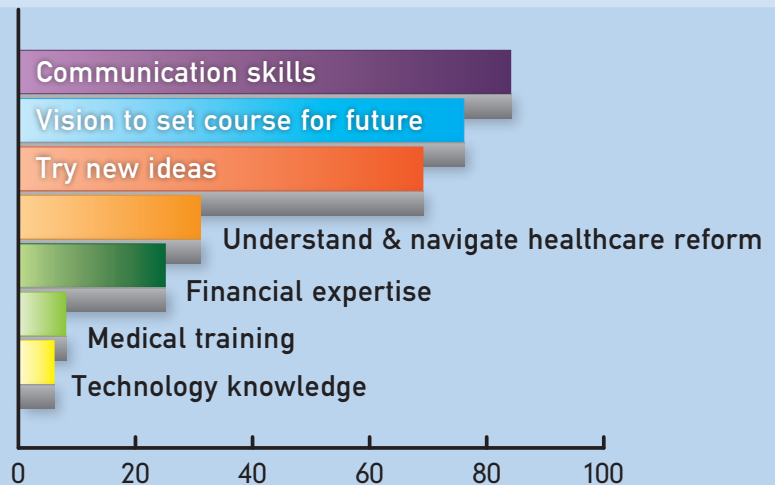 Communication skills
Vision to set course for future
Try new ideas
Understand & navigate healthcare reform
Financial expertise
Medical training
Technology knowledge
0 20 40 60 80 100